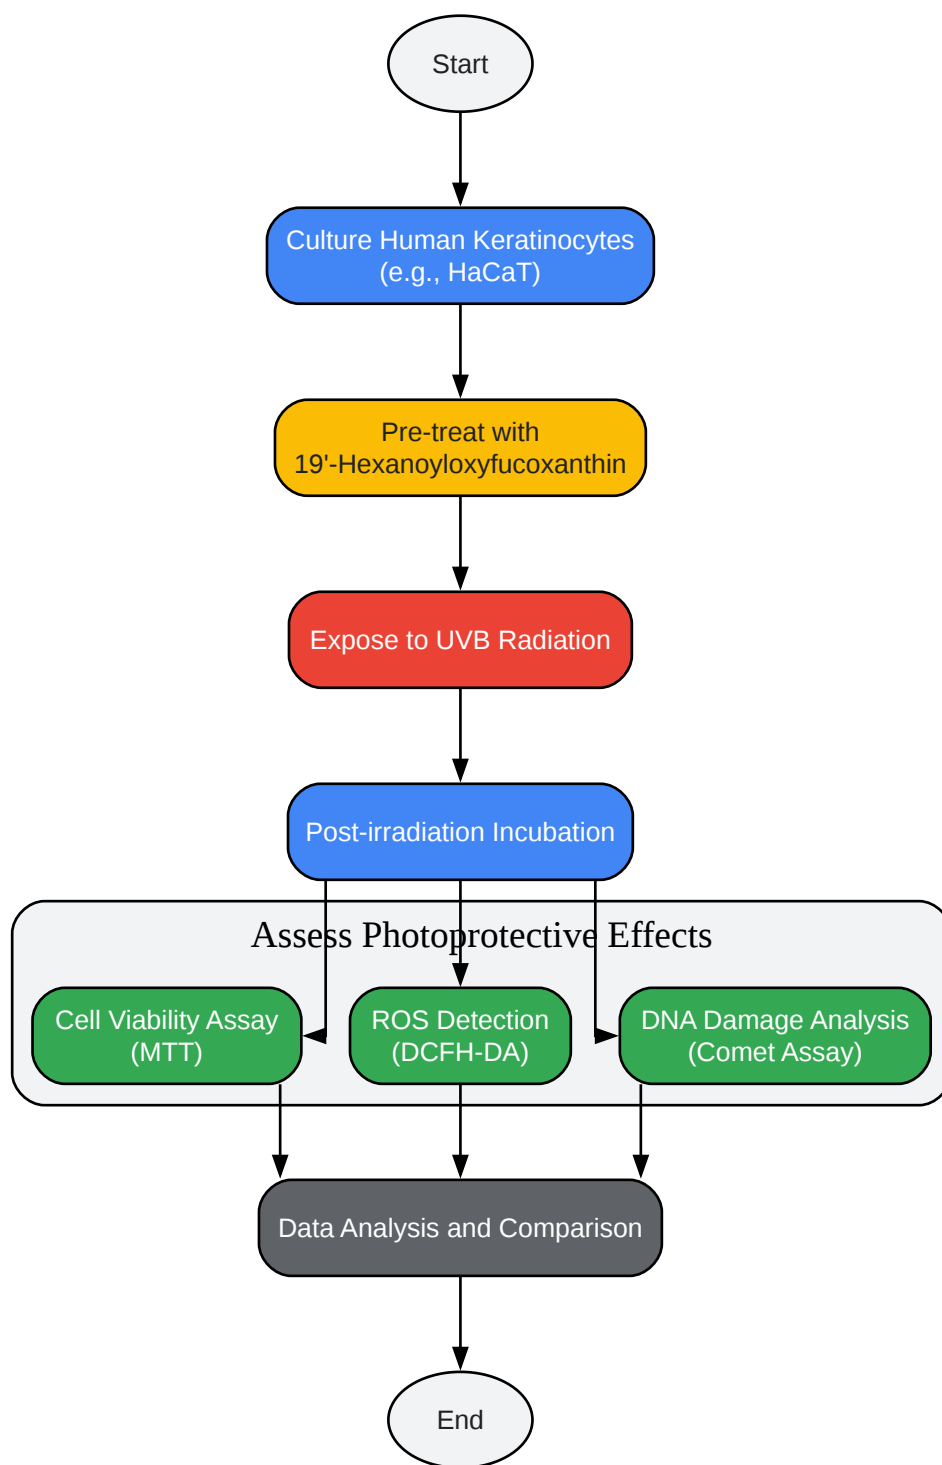 Start
Culture Human Keratinocytes
(e.g., HaCaT)
Pre-treat with
19'-Hexanoyloxyfucoxanthin
Expose to UVB Radiation
Post-irradiation Incubation
Assess Photoprotective Effects
Cell Viability Assay
(MTT)
ROS Detection
(DCFH-DA)
DNA Damage Analysis
(Comet Assay)
Data Analysis and Comparison
End